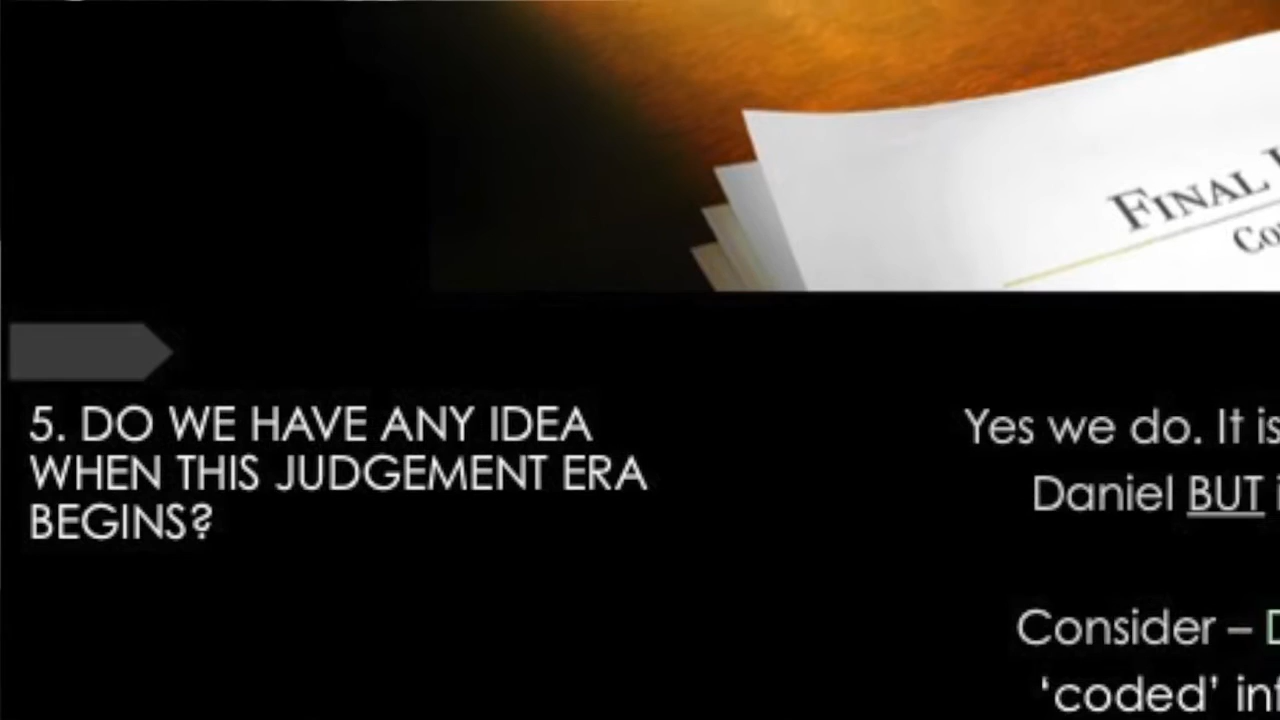 FINAL
5. DO WE HAVE ANY IDEA
WHEN THIS JUDGEMENT ERA
BEGINS?
Yes we do. It is
Daniel BUT
Consider –
‘coded’